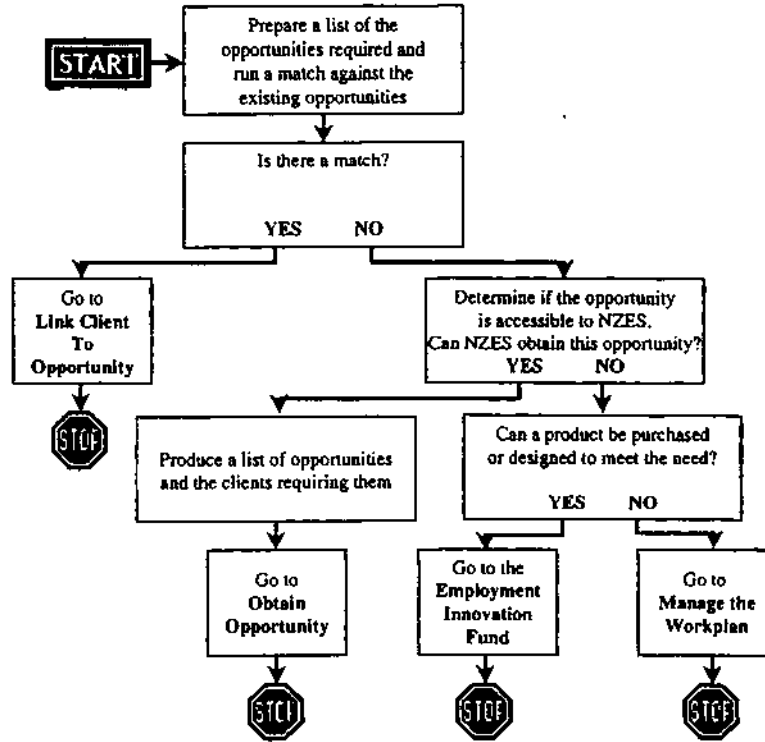 START
Prepare a list of the
opportunities required and
run a match against the
existing opportunities
Is there a match?
YES NO
Go to
Link Client
To
Opportunity
STOP
Determine if the opportunity
is accessible to NZES,
Can NZES obtain this opportunity?
YES NO
Produce a list of opportunities
and the clients requiring them
Can a product be purchased
or designed to meet the need?
YES NO
Go to
Obtain
Opportunity
STOP
Go to the
Employment
Innovation
Fund
STOP
Go to
Manage the
Workplan
STOP